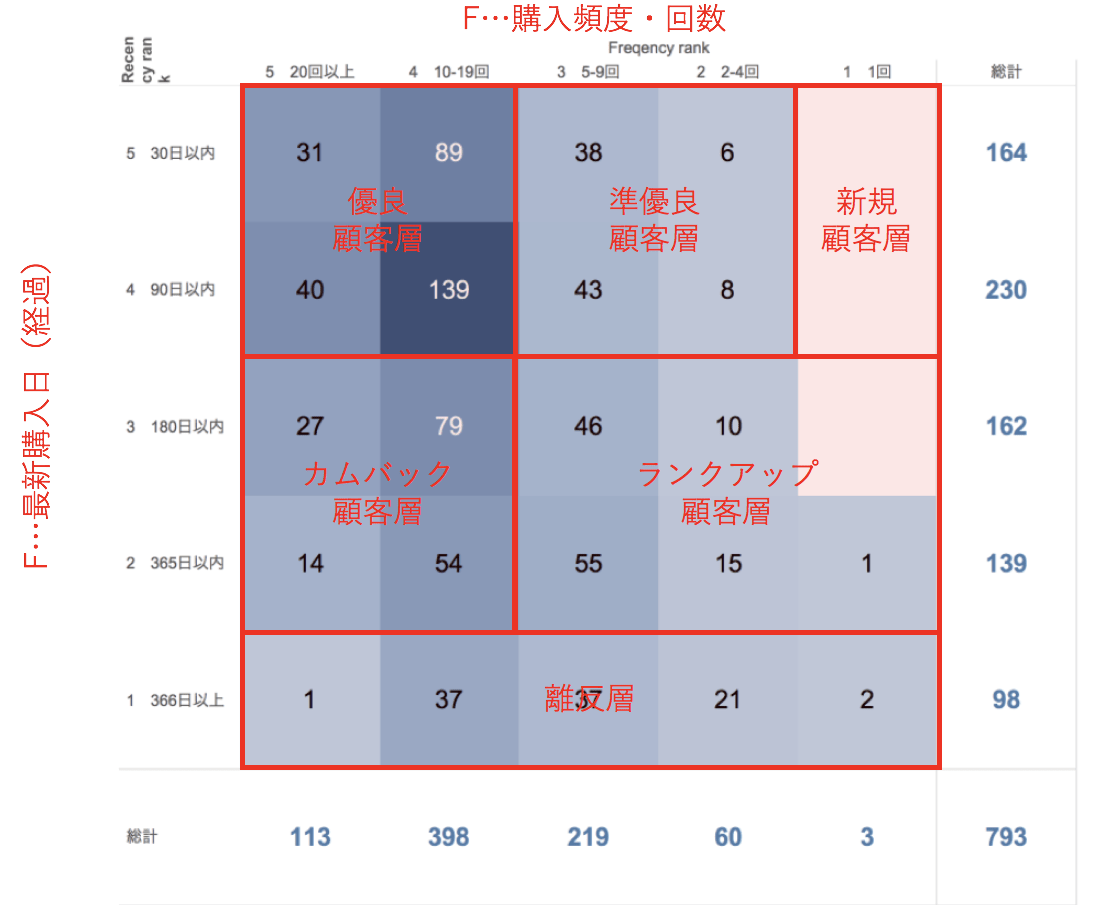 F…購入頻度・回数
Freqency rank
Recen
cy ran
k
5 20回以上 4 10-19回 3 5-9回 2 2-4回 1 1回 総計
5 30日以内 31 89 38 6 164
優良
顧客層
準優良
顧客層
新規
顧客層
4 90日以内 40 139 43 8 230
F…最新購入日（経過）
3 180日以内 27 79 46 10 162
カムバック
顧客層
ランクアップ
顧客層
2 365日以内 14 54 55 15 1 139
1 366日以上 1 37 37 21 2 98
離反層
総計 113 398 219 60 3 793